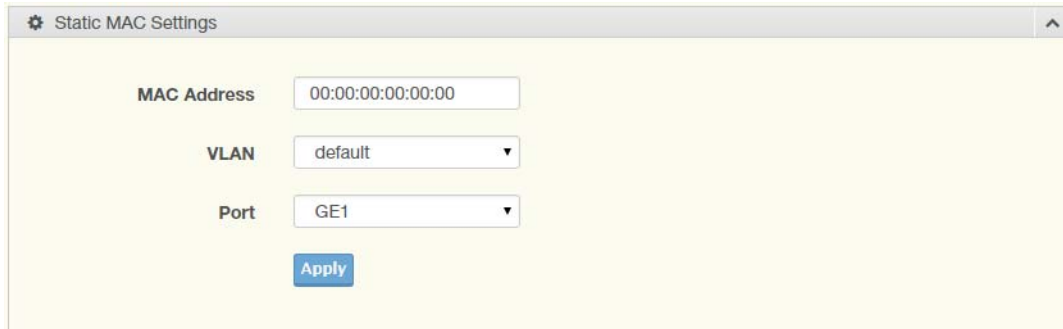 Static MAC Settings
MAC Address 00:00:00:00:00:00
VLAN default
Port GE1
Apply